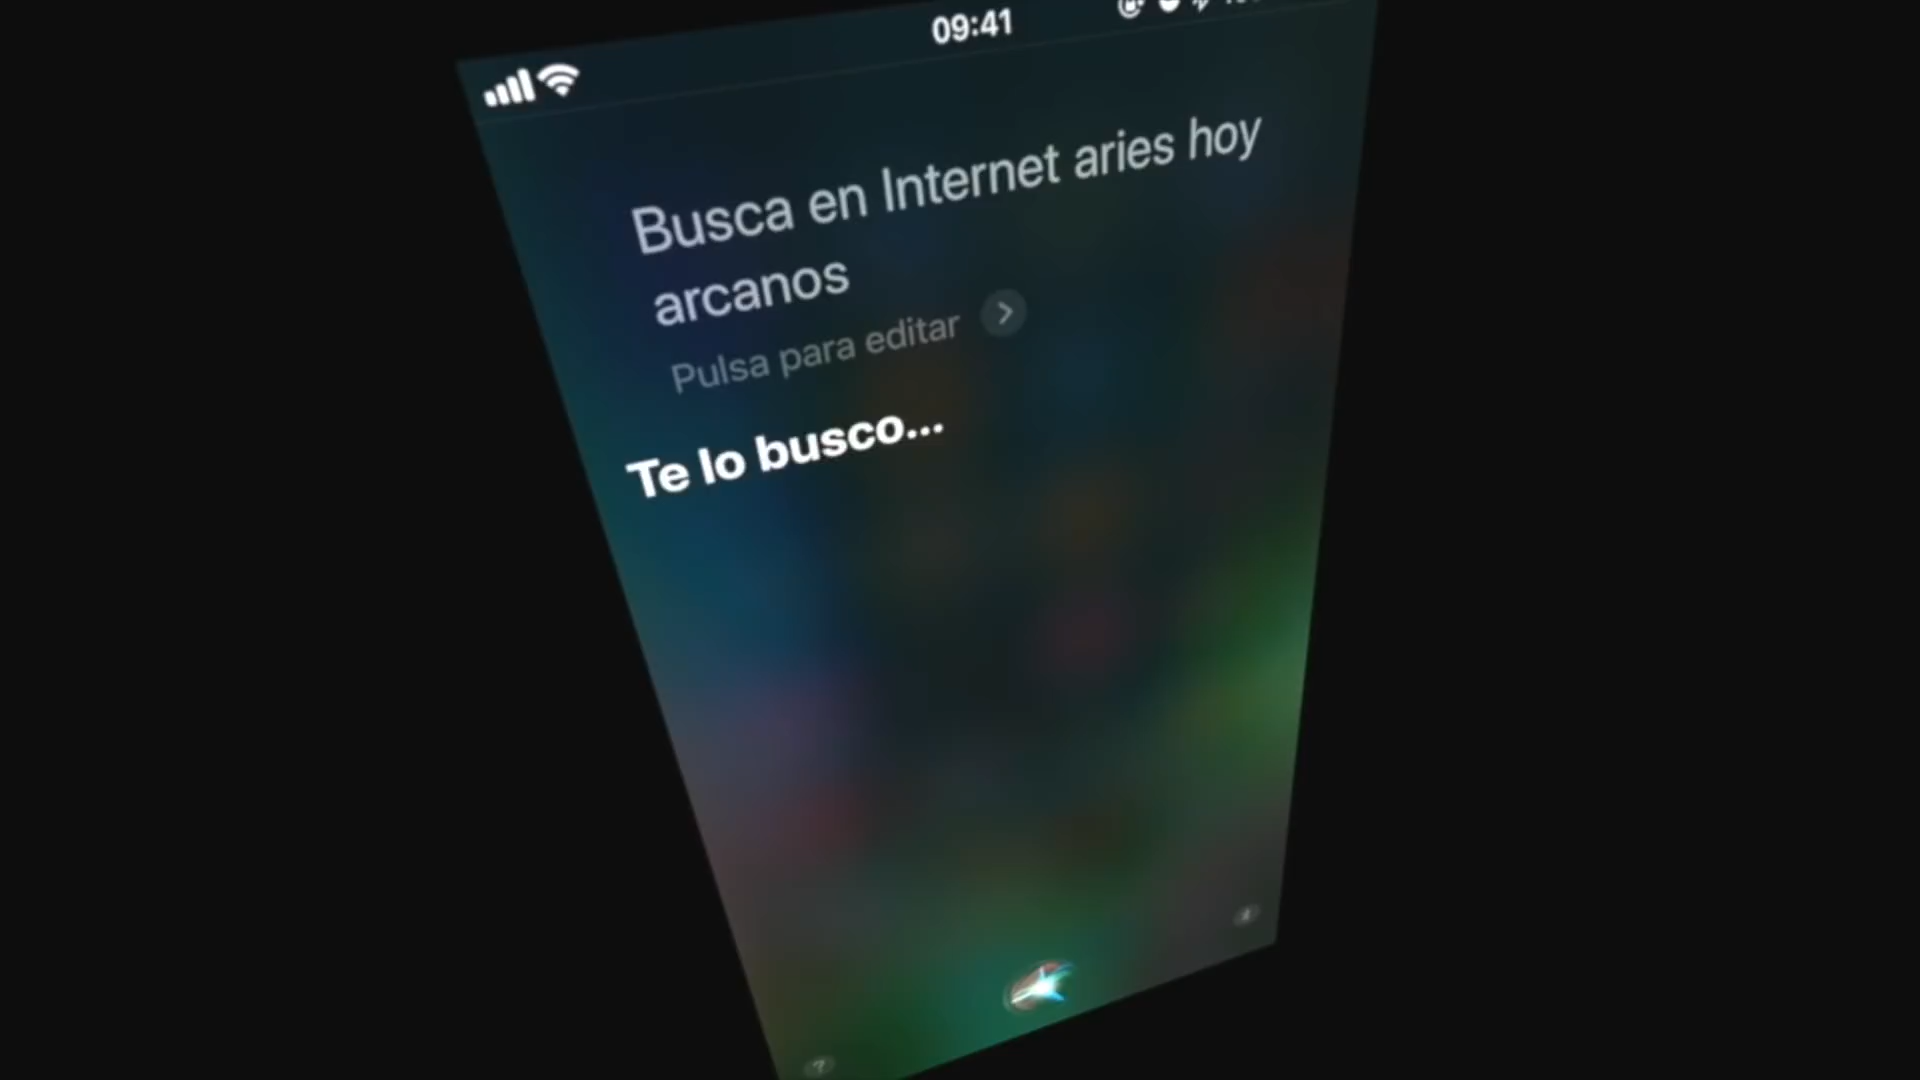 09:41
Busca en Internet aries hoy
arcanos
Pulsa para editar
Te lo busco...
?